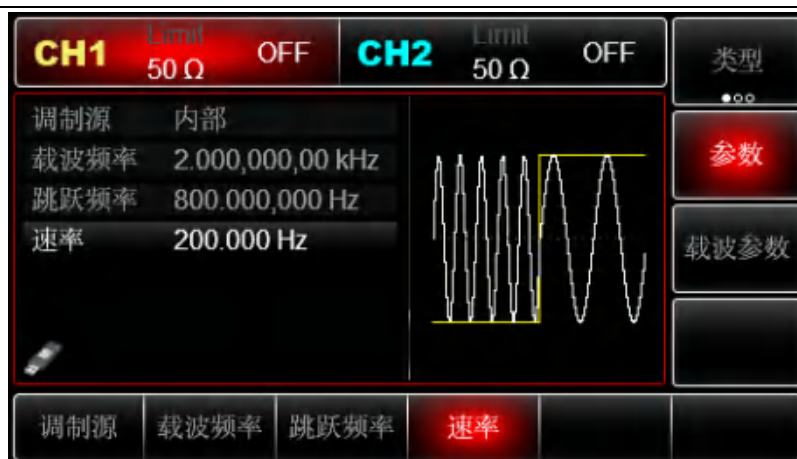 CH1 Limit 50 Ω OFF
CH2 Limit 50 Ω OFF
类型
调制源 内部
载波频率 2.000,000,00 kHz
跳跃频率 800.000,000 Hz
速率 200.000 Hz
参数
载波参数
调制源 载波频率 跳跃频率 速率